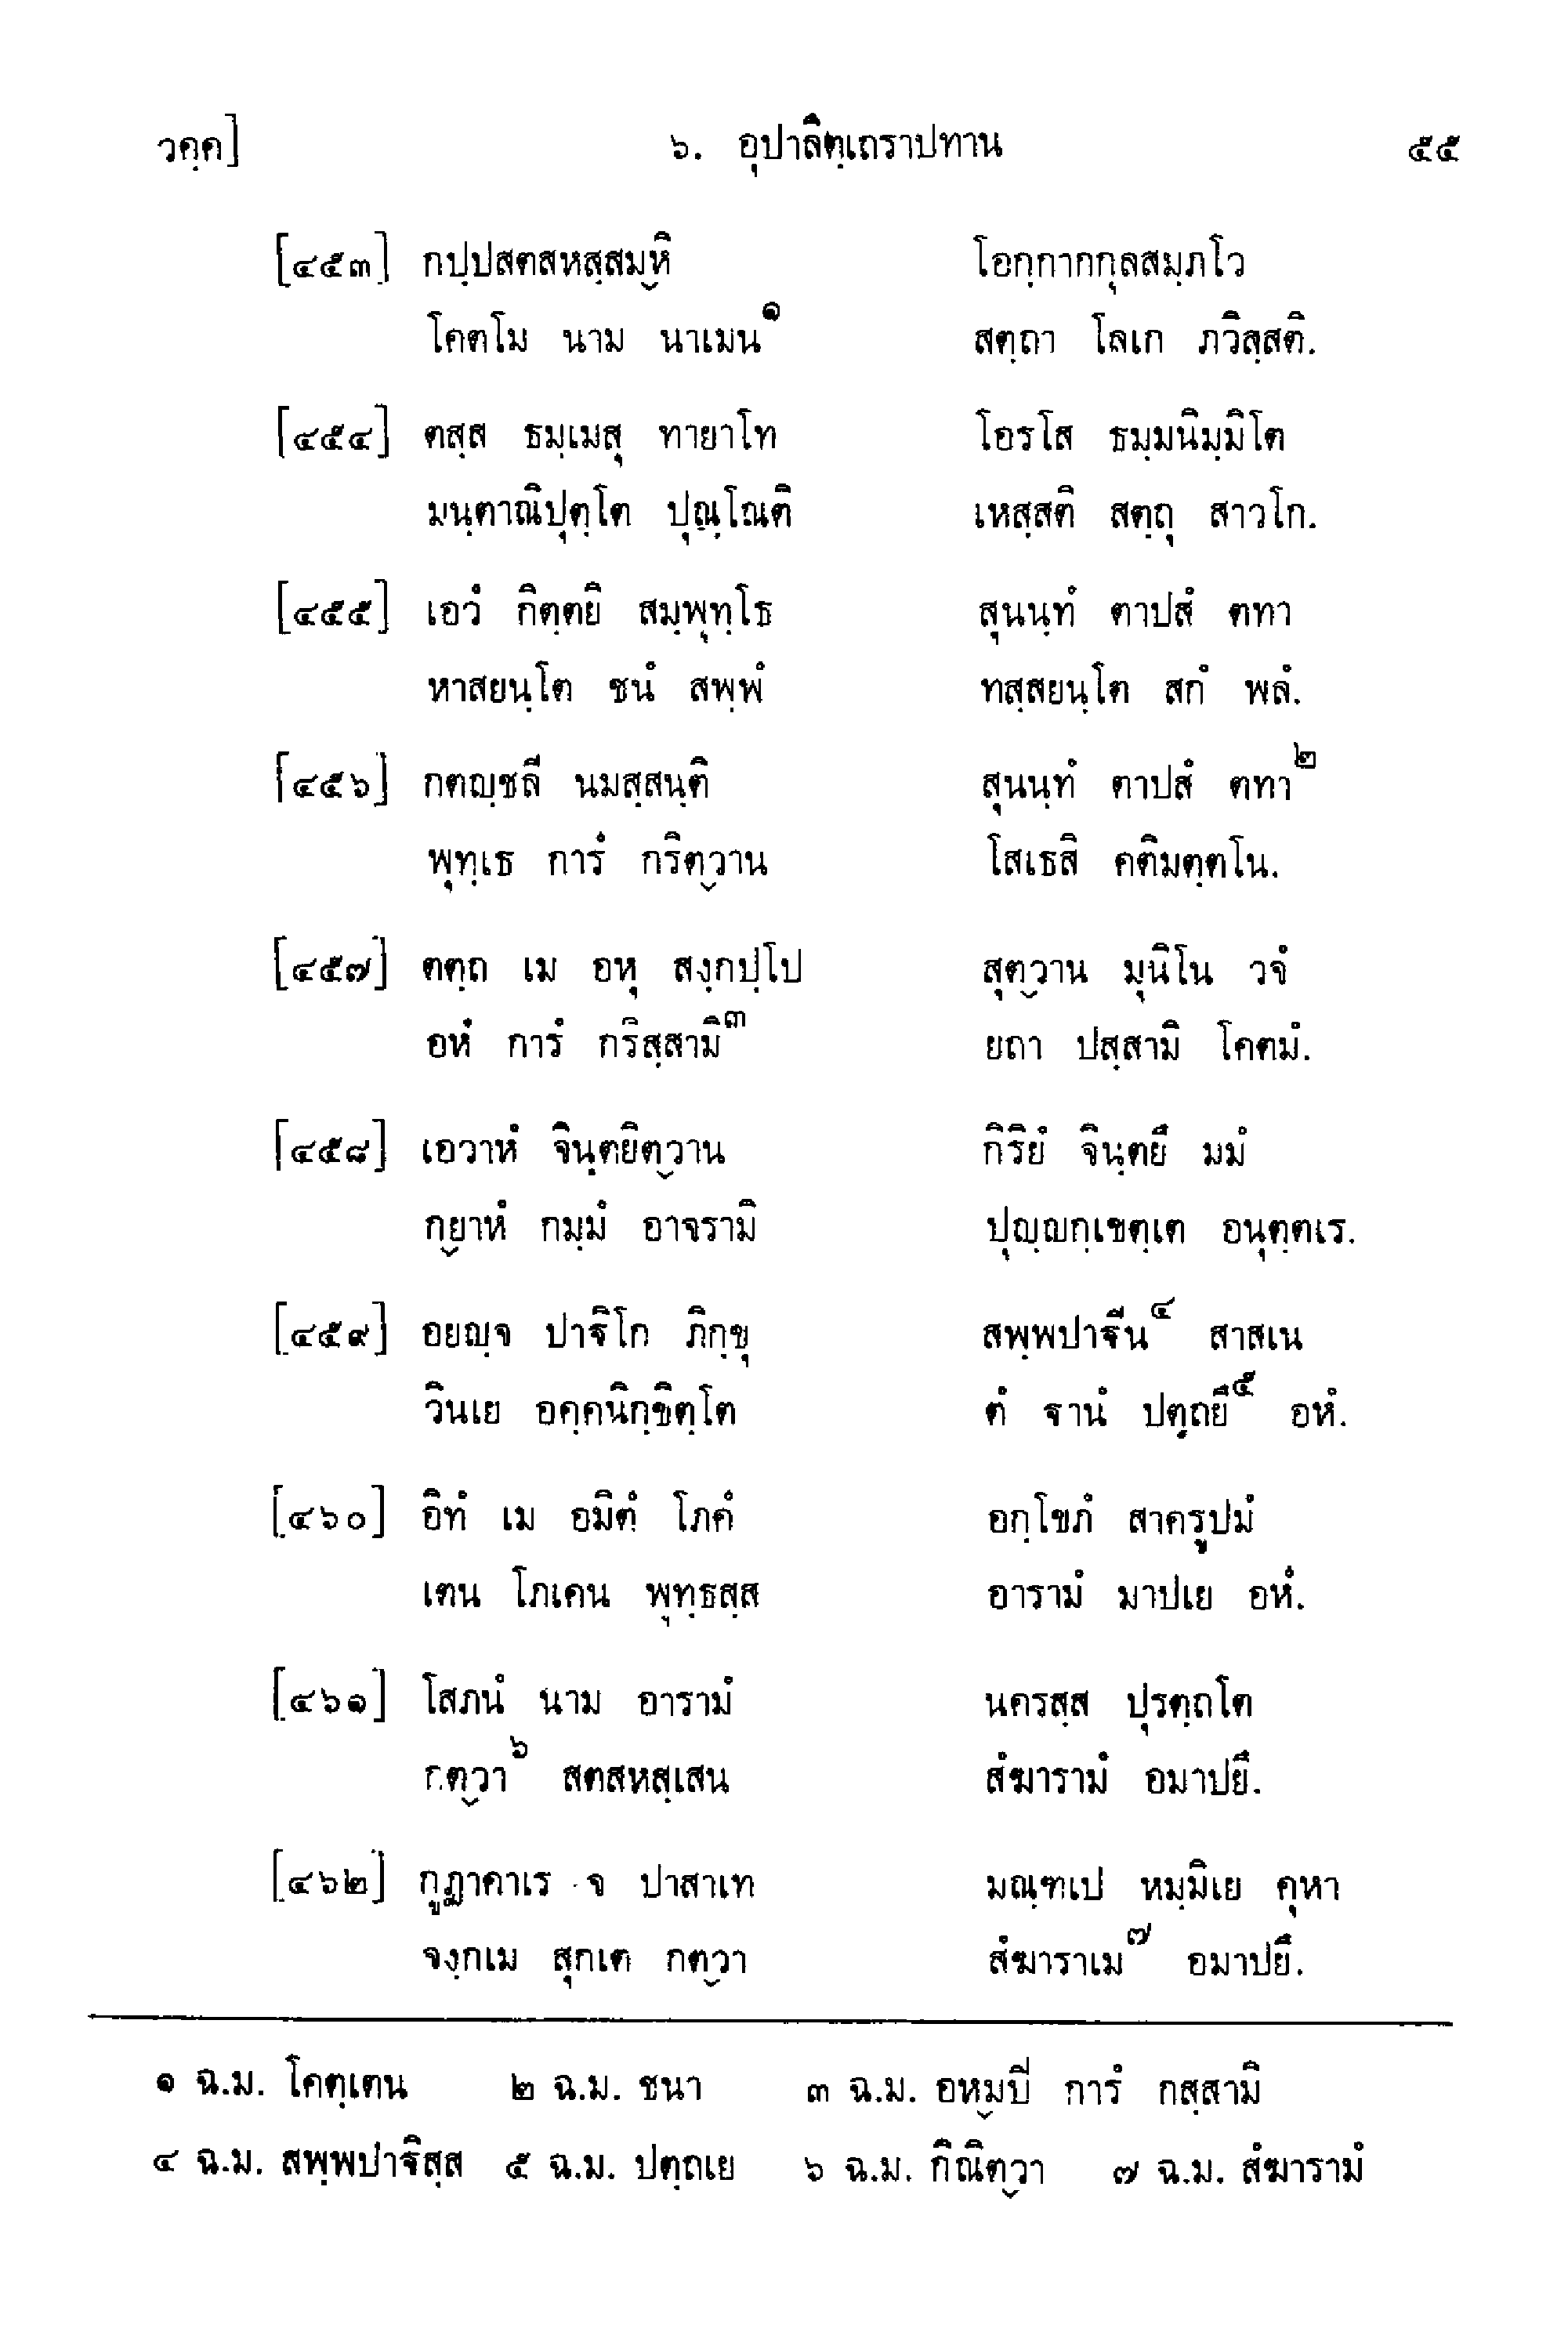 วคฺค] ๖. อุปาลิตฺเถราปทาน ๕๕
[๔๕๓] กปฺปสตสหสฺสมฺหิ โอกฺกากกุลสมฺภโว
โคตโม นาม นาเมน๑ สตฺถา โลเก ภวิสฺสติ.
[๔๕๔] ตสฺส ธมฺเมสุ ทายาโท โอรโส ธมฺมนิมฺมิโต
มนฺตาณิปุตฺโต ปุณฺโณติ เหสฺสติ สตฺถุ สาวโก.
[๔๕๕] เอวํ กิตฺตยิ สมฺพุทฺโธ สุนนฺทํ ตาปสํ ตทา
หาสยนฺโต ชนํ สพฺพํ ทสฺสยนฺโต สกํ พลํ.
[๔๕๖] กตญฺชลี นมสฺสนฺติ สุนนฺทํ ตาปสํ ตทา๒
พุทฺเธ การํ กริตฺวาน โสเธสิ คติมตฺตโน.
[๔๕๗] ตตฺถ เม อหุ สงฺกปฺโป สุตฺวาน มุนิโน วจํ
อหํ การํ กริสฺสามิ๓ ยถา ปสฺสามิ โคตมํ.
[๔๕๘] เอวาหํ จินฺตยิตฺวาน กิริยํ จินฺตยึ มมํ
กฺยาหํ กมฺมํ อาจรามิ ปุญฺญกฺเขตฺเต อนุตฺตเร.
[๔๕๙] อยญฺจ ปาฐิโก ภิกฺขุ สพฺพปาฐีน๔ สาสเน
วินเย อคฺคนิกฺขิตฺโต ตํ ฐานํ ปตฺถยึ๕ อหํ.
[๔๖๐] อิทํ เม อมิตํ โภคํ อกฺโขภํ สาครูปมํ
เตน โภเคน พุทฺธสฺส อารามํ มาปเย อหํ.
[๔๖๑] โสภนํ นาม อารามํ นครสฺส ปุรตฺถโต
กตฺวา๖ สตสหสฺเสน สํฆารามํ อมาปยึ.
[๔๖๒] กูฏาคาเร จ ปาสาเท มณฺฑเป หมฺมิเย คุหา
จงฺกเม สุกเต กตฺวา สํฆาราเม๗ อมาปยึ.
๑ ฉ.ม. โคตฺเตน ๒ ฉ.ม. ชนา ๓ ฉ.ม. อหมฺปิ การํ กสฺสามิ
๔ ฉ.ม. สพฺพปาฐิสฺส ๕ ฉ.ม. ปตฺถเย ๖ ฉ.ม. กิณิตฺวา ๗ ฉ.ม. สํฆารามํ